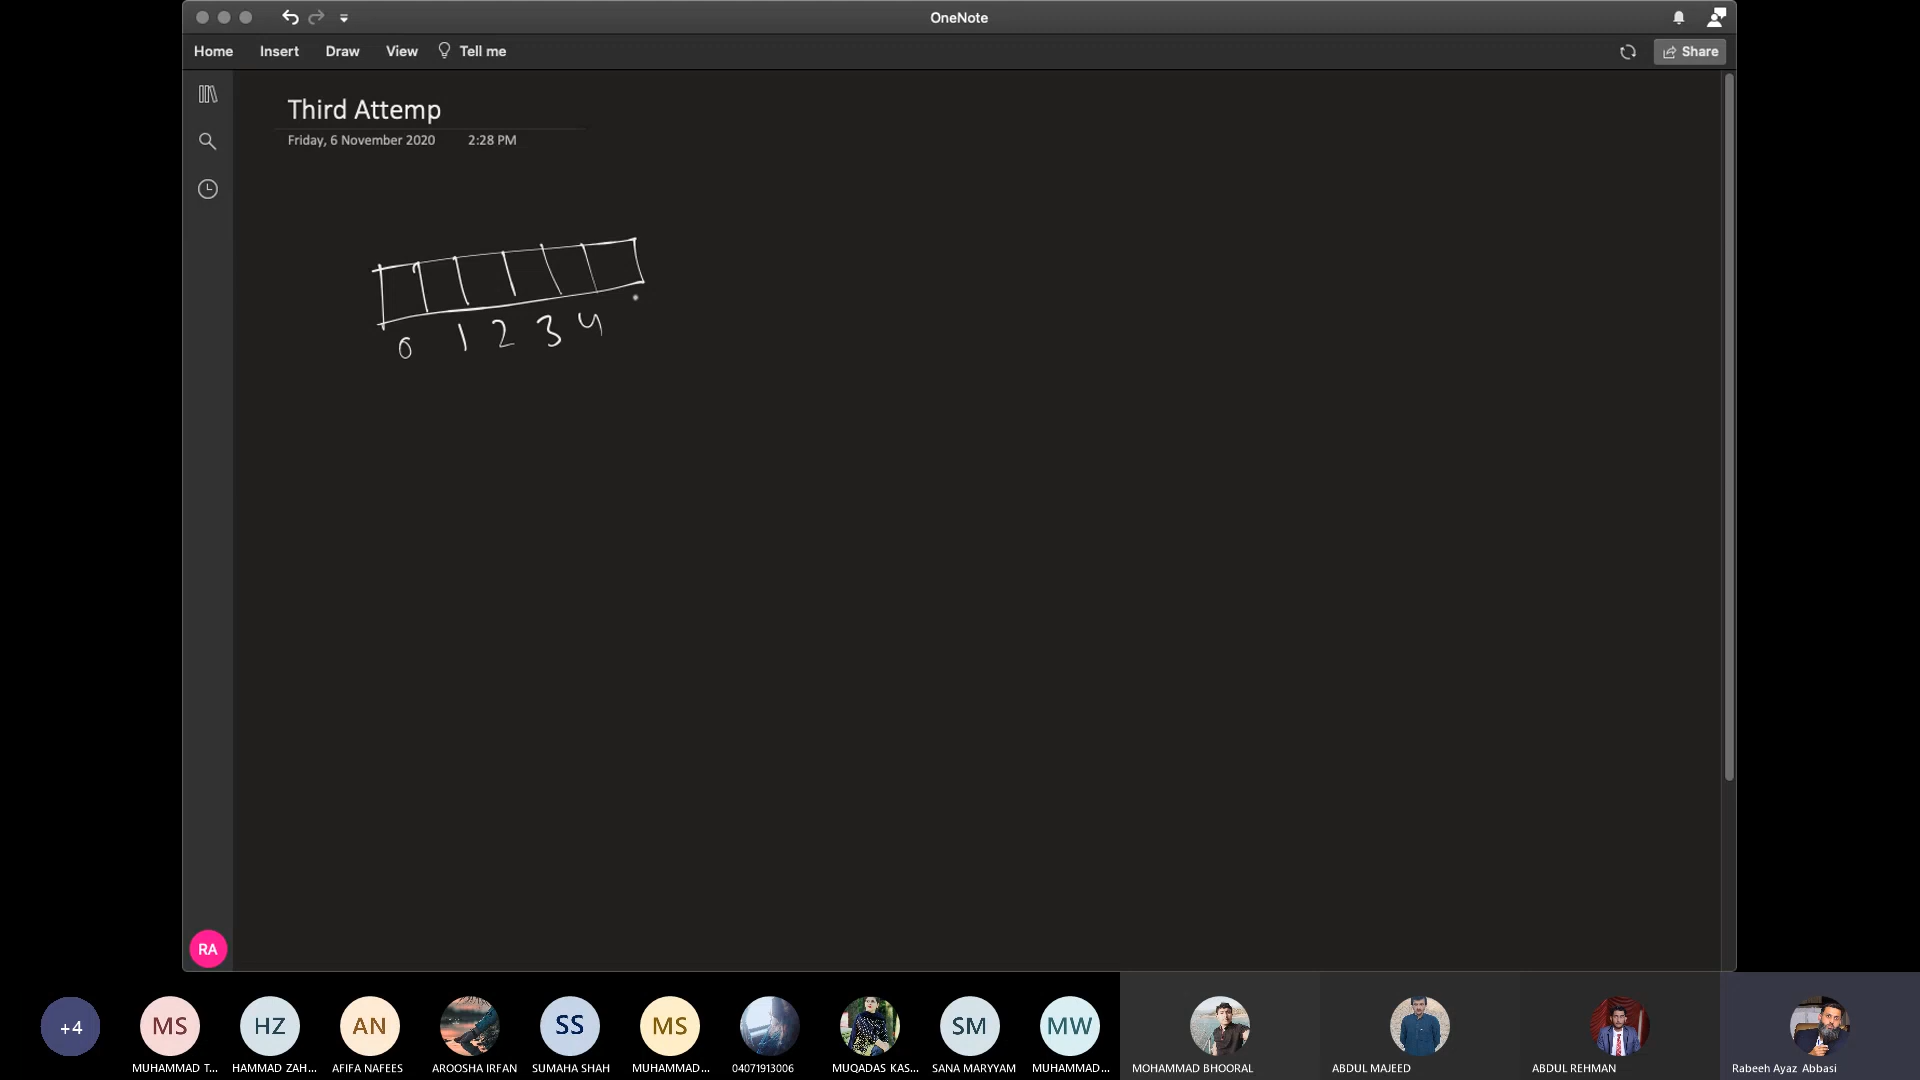 OneNote
Home Insert Draw View Tell me Share
Third Attemp
Friday, 6 November 2020 2:28 PM
0 1 2 3 4
RA
+4 MS HZ AN SS MS SM MW
MUHAMMAD T... HAMMAD ZAH... AFIFA NAFEES AROOSHA IRFAN SUMAHA SHAH MUHAMMAD... 04071913006 MUQADAS KAS... SANA MARYYAM MUHAMMAD... MOHAMMAD BHOORAL ABDUL MAJEED ABDUL REHMAN Rabeeh Ayaz Abbasi